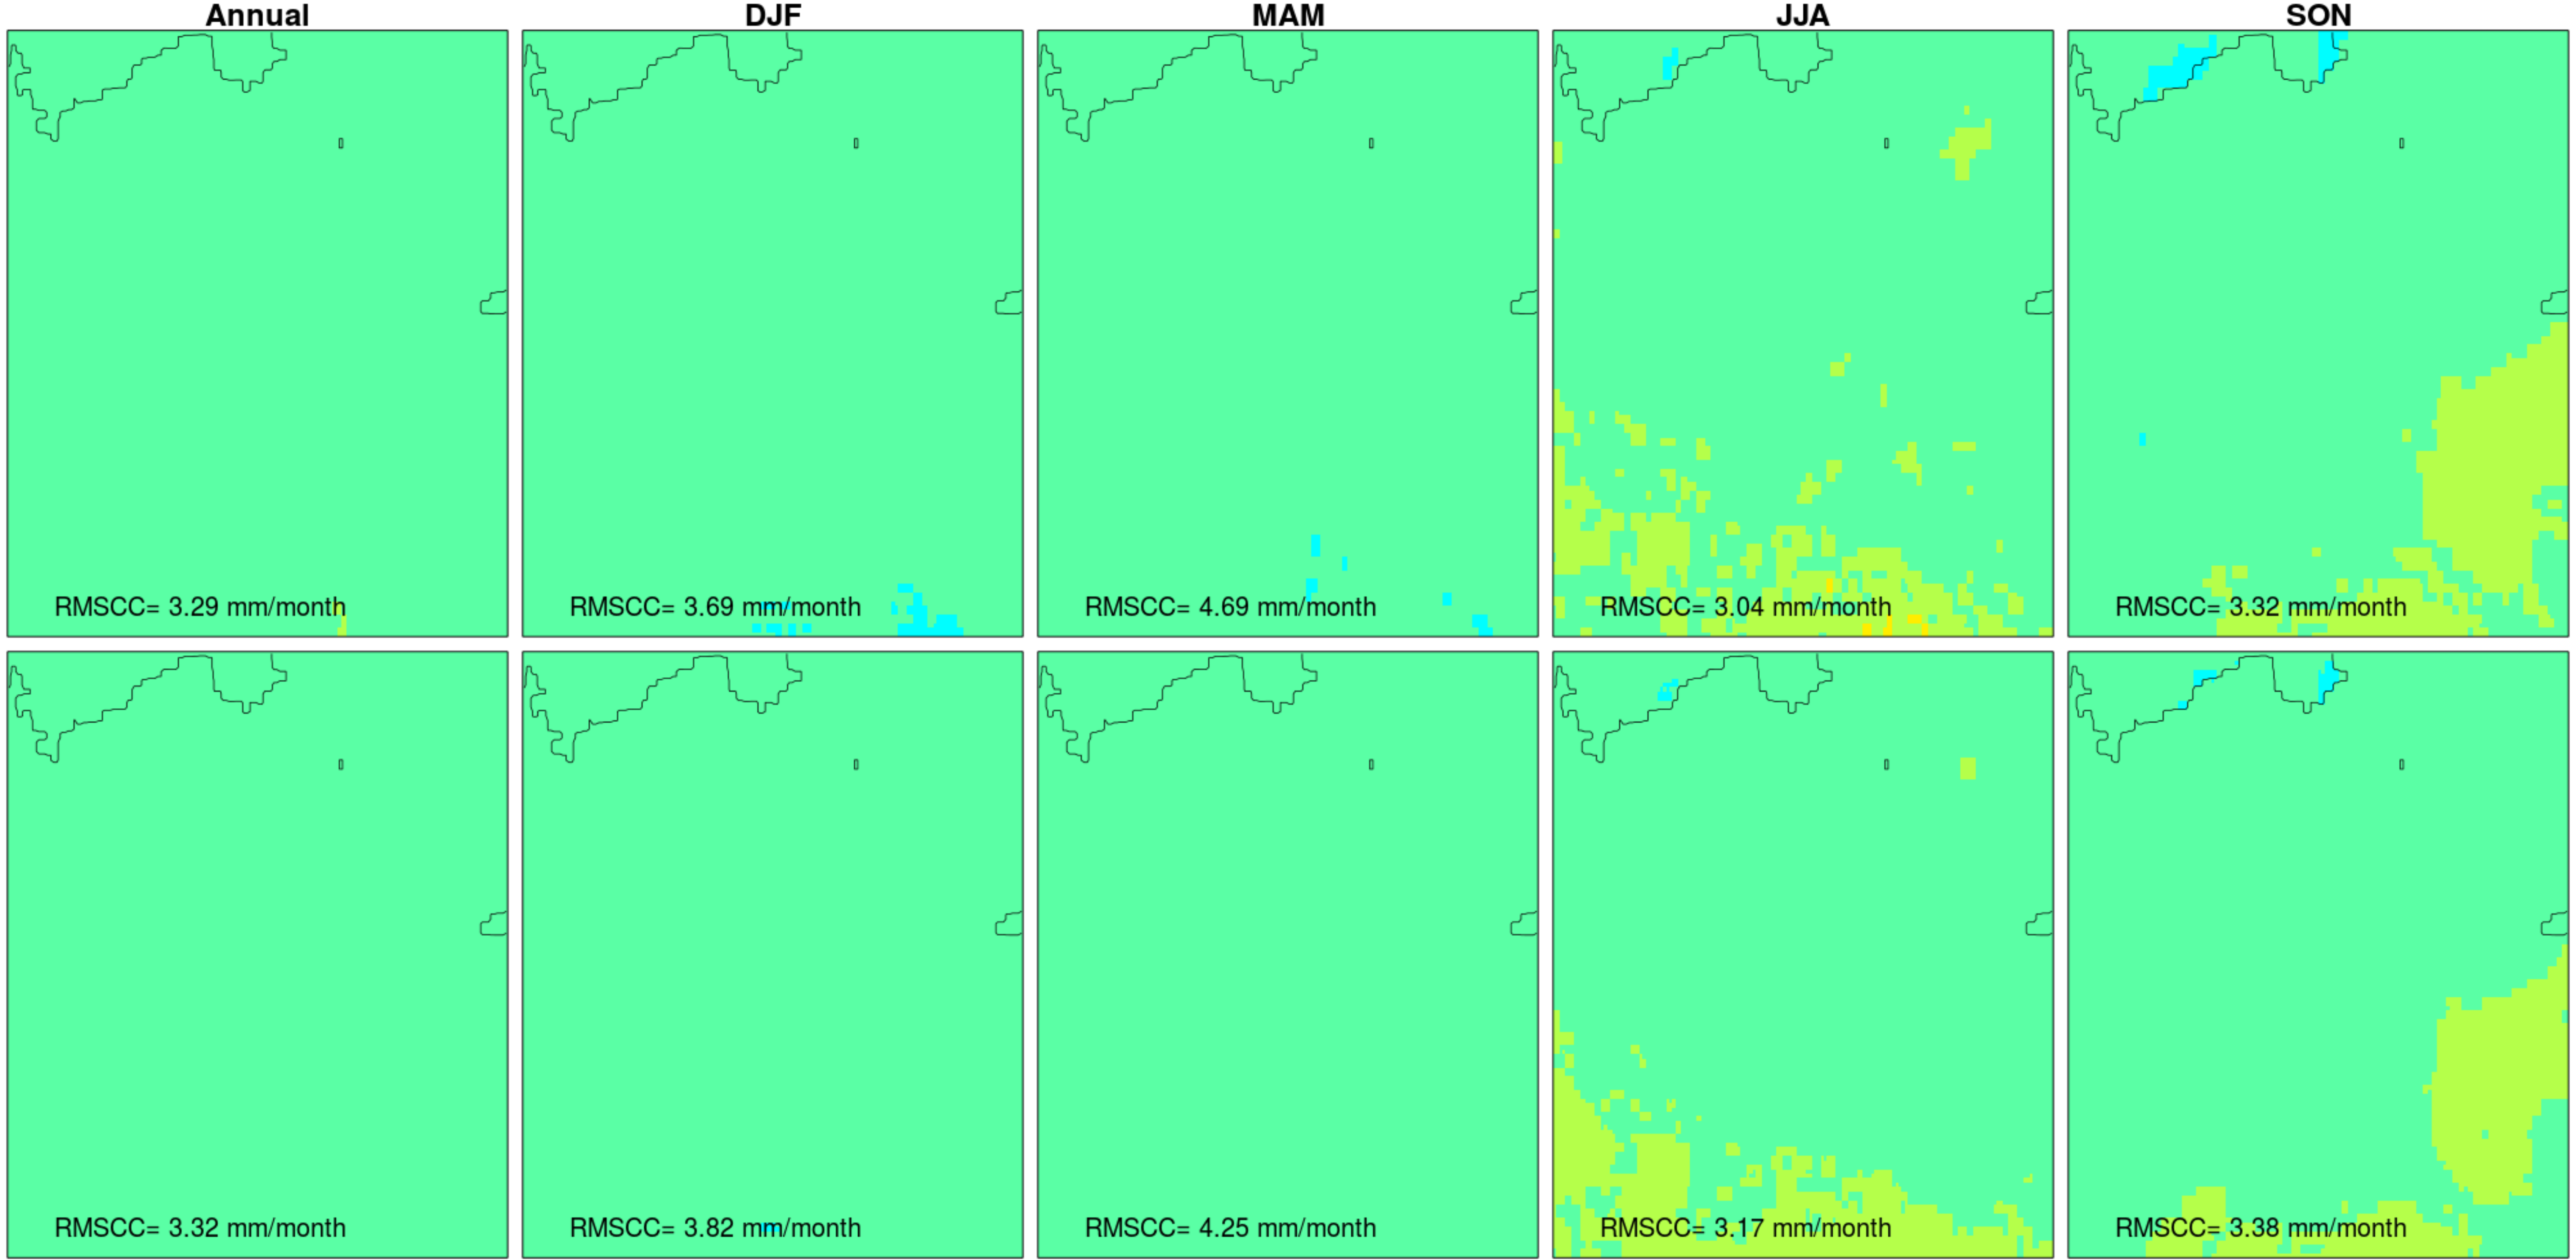 Annual DJF MAM JJA SON
RMSCC= 3.29 mm/month RMSCC= 3.69 mm/month RMSCC= 4.69 mm/month RMSCC= 3.04 mm/month RMSCC= 3.32 mm/month
RMSCC= 3.32 mm/month RMSCC= 3.82 mm/month RMSCC= 4.25 mm/month RMSCC= 3.17 mm/month RMSCC= 3.38 mm/month